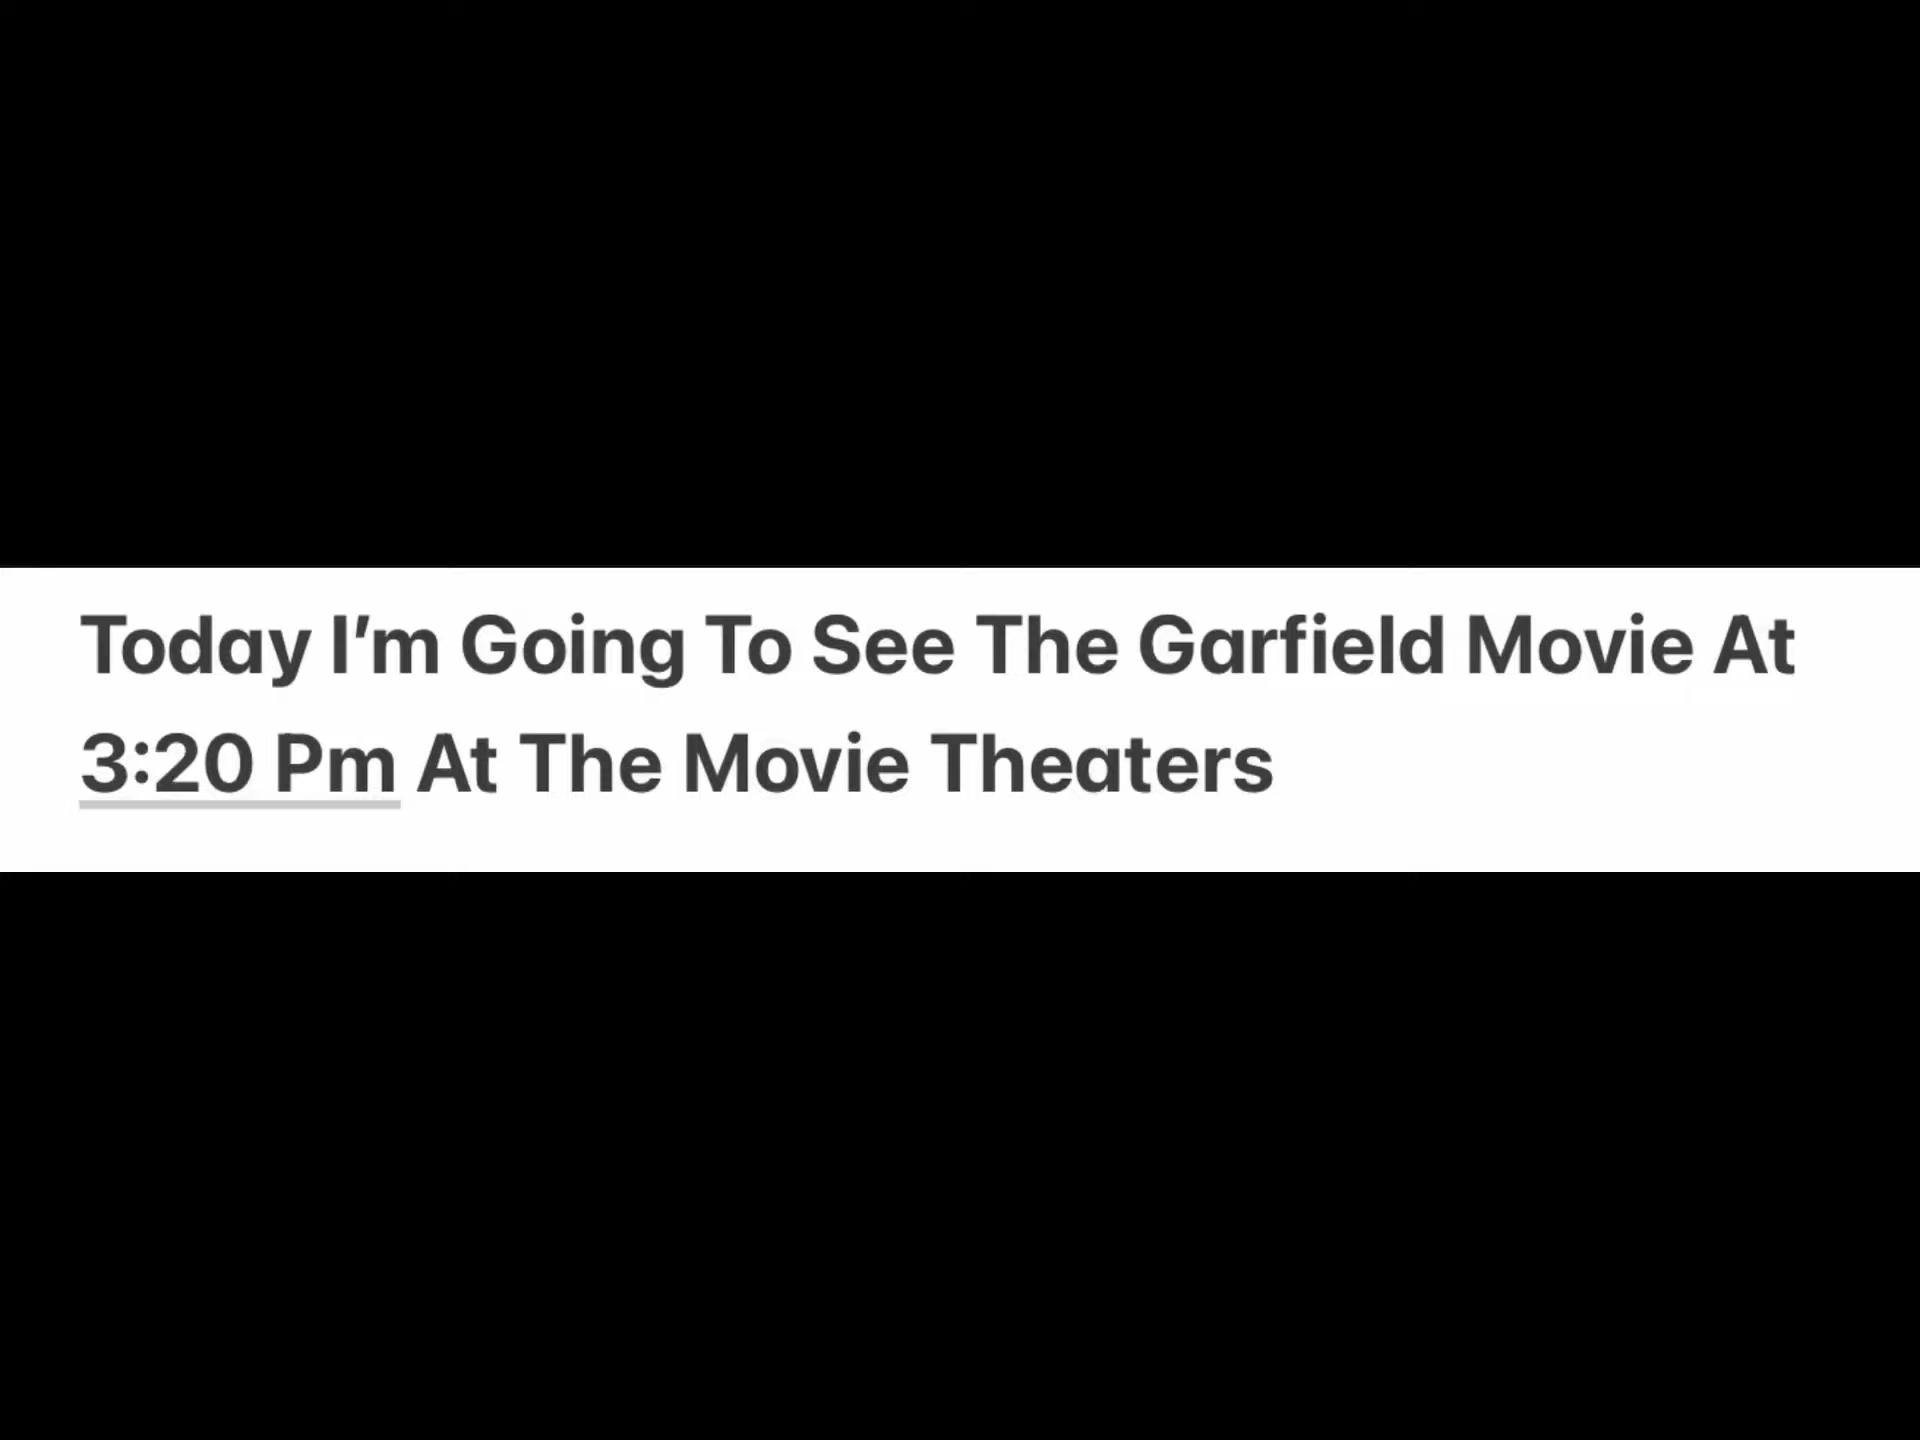 Today I’m Going To See The Garfield Movie At
3:20 Pm At The Movie Theaters